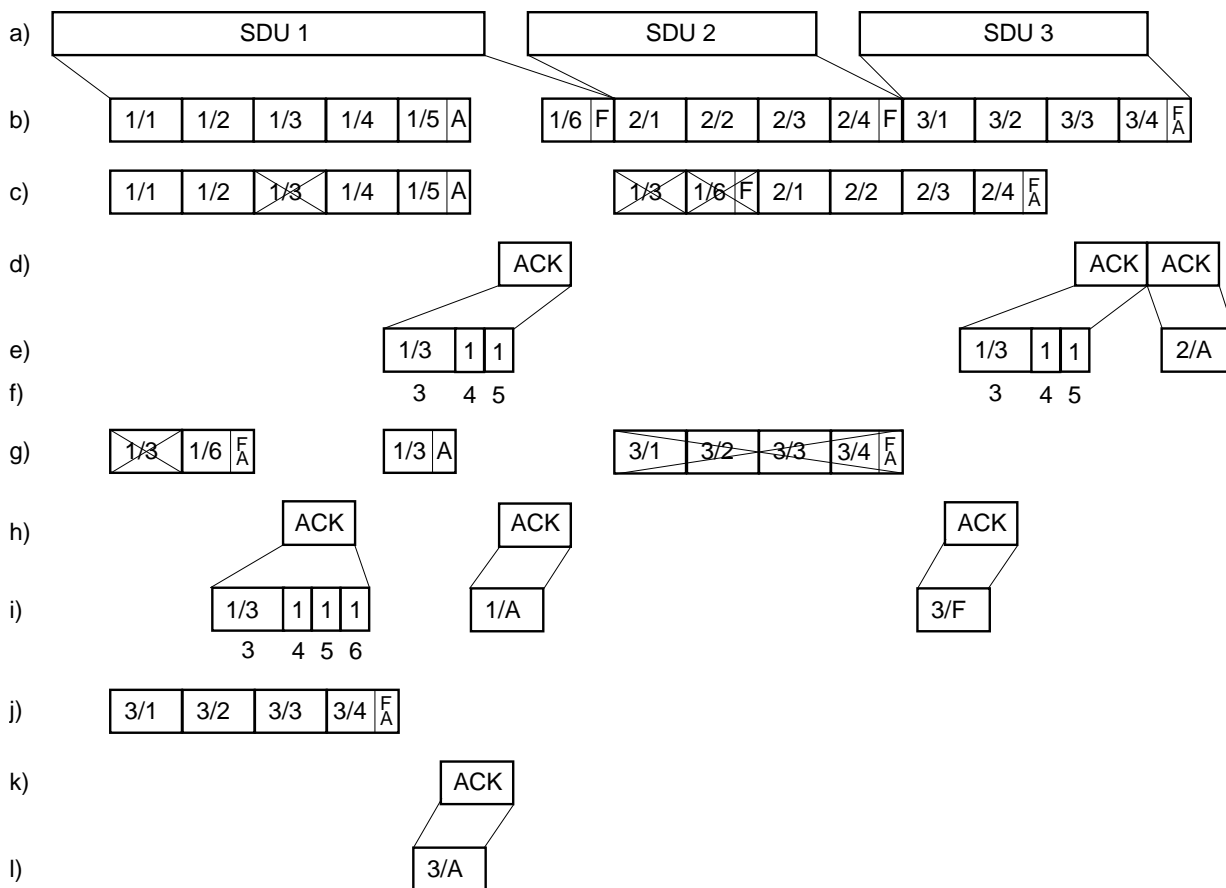 a) SDU 1 SDU 2 SDU 3
b) 1/1 1/2 1/3 1/4 1/5 A 1/6 F 2/1 2/2 2/3 2/4 F 3/1 3/2 3/3 3/4 F A
c) 1/1 1/2 1/3 1/4 1/5 A 1/3 1/6 F 2/1 2/2 2/3 2/4 F A
d) ACK ACK ACK
e) 1/3 1 1 1/3 1 1 2/A
f) 3 4 5 3 4 5
g) 1/3 1/6 F A 1/3 A 3/1 3/2 3/3 3/4 F A
h) ACK ACK ACK
i) 1/3 1 1 1 1/A 3/F
3 4 5 6
j) 3/1 3/2 3/3 3/4 F A
k) ACK
l) 3/A